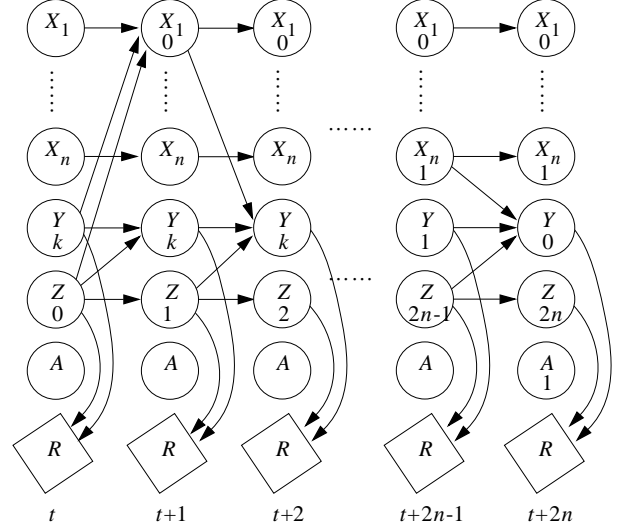 X1 X1 0 X1 0 X1 0 X1 0
...... ...... ...... ...... ......
Xn Xn Xn ...... Xn 1 Xn 1
Y k Y k Y k Y 1 Y 0
Z 0 Z 1 Z 2 ...... Z 2n-1 Z 2n
A A A A A 1
R R R R R
t t+1 t+2 t+2n-1 t+2n